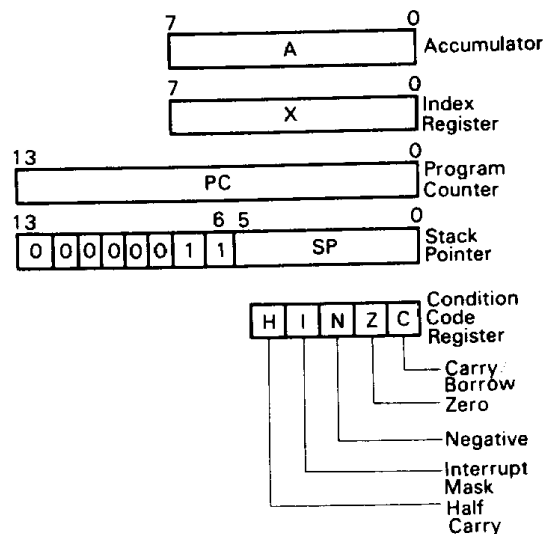 7 0
A Accumulator
7 0
X Index
Register
13 0
PC Program
Counter
13 6 5 0
0 0 0 0 0 0 1 1 SP Stack
Pointer
H I N Z C Condition
Code
Register
Carry
Borrow
Zero
Negative
Interrupt
Mask
Half
Carry